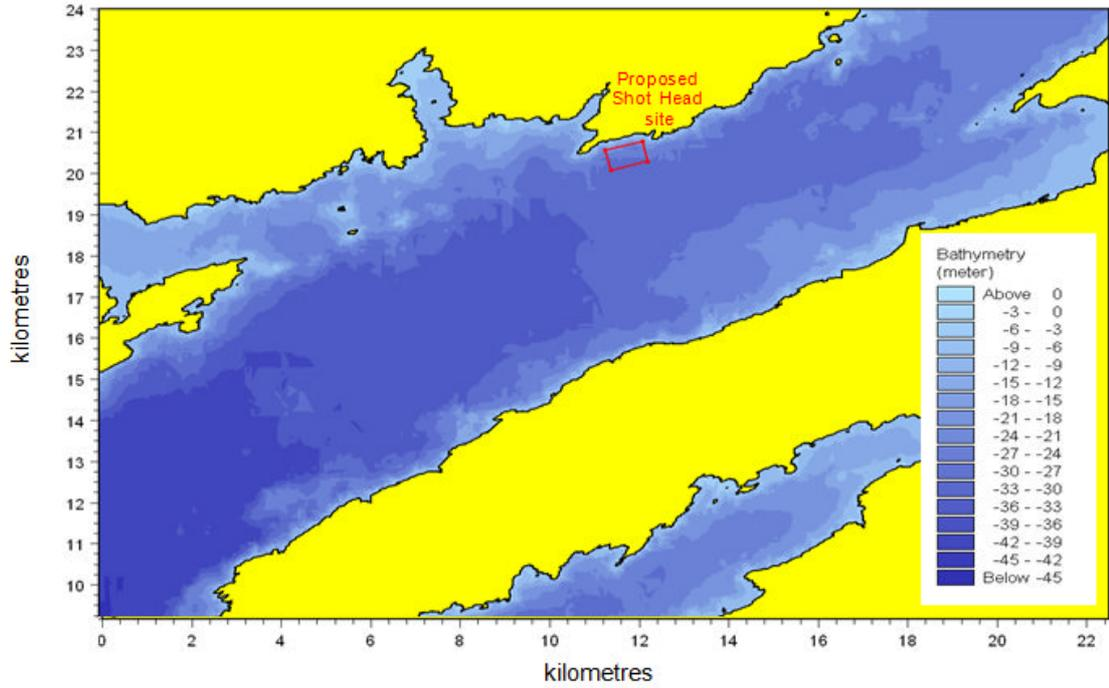 24
23
22
21
20
19
18
17
16
15
14
13
12
11
10
kilometres
Proposed
Shot Head
site
Bathymetry
(meter)
Above 0
-3 - 0
-6 - -3
-9 - -6
-12 - -9
-15 - -12
-18 - -15
-21 - -18
-24 - -21
-27 - -24
-30 - -27
-33 - -30
-36 - -33
-39 - -36
-42 - -39
-45 - -42
Below -45
0 2 4 6 8 10 12 14 16 18 20 22
kilometres